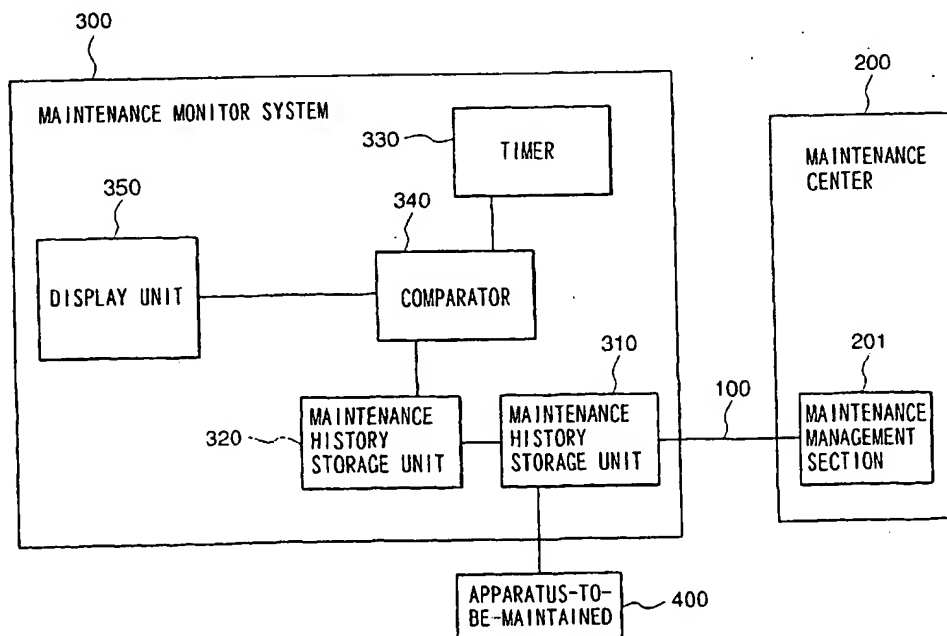 300
200
MAINTENANCE MONITOR SYSTEM
330
TIMER
MAINTENANCE
CENTER
350
340
DISPLAY UNIT
COMPARATOR
310
201
100
320
MAINTENANCE
HISTORY
STORAGE UNIT
MAINTENANCE
HISTORY
STORAGE UNIT
MAINTENANCE
MANAGEMENT
SECTION
APPARATUS-TO-
BE-MAINTAINED
400